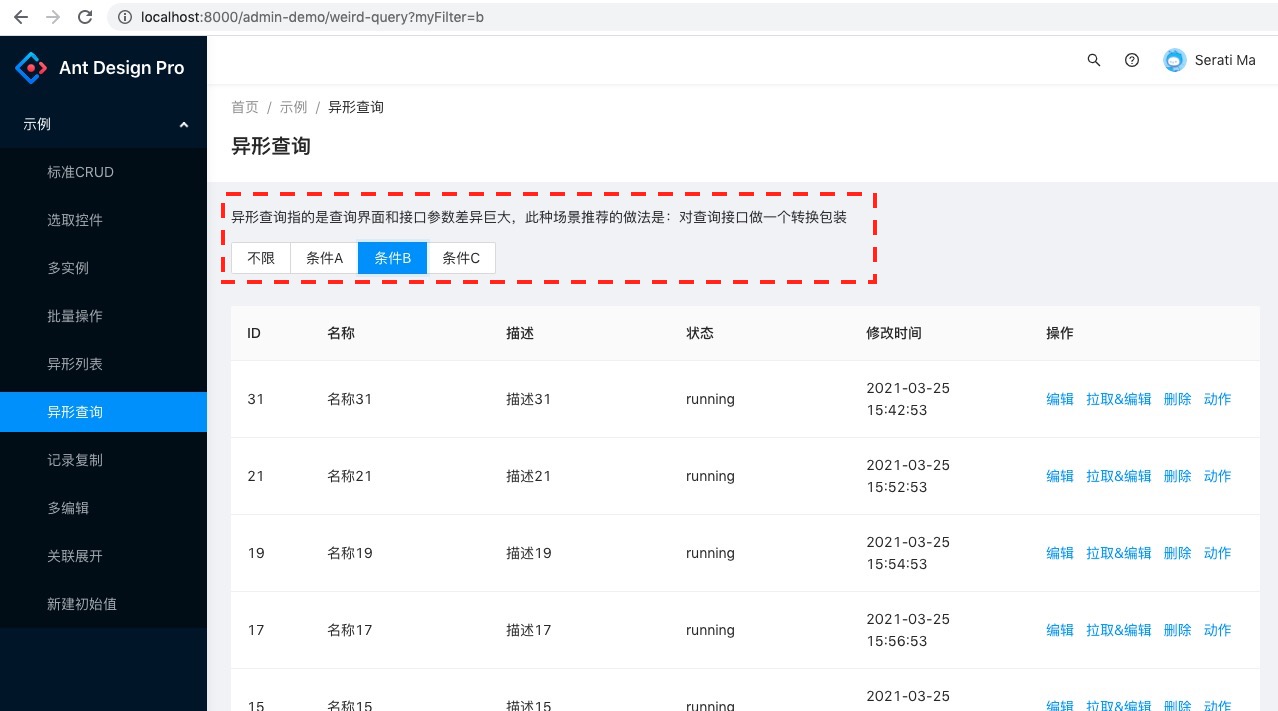 localhost:8000/admin-demo/weird-query?myFilter=b
Ant Design Pro
Serati Ma
示例
标准CRUD
选取控件
多实例
批量操作
异形列表
异形查询
记录复制
多编辑
关联展开
新建初始值
首页 / 示例 / 异形查询
异形查询
异形查询指的是查询界面和接口参数差异巨大，此种场景推荐的做法是：对查询接口做一个转换包装
不限 条件A 条件B 条件C
ID 名称 描述 状态 修改时间 操作
31 名称31 描述31 running 2021-03-25 编辑 拉取&编辑 删除 动作
15:42:53
21 名称21 描述21 running 2021-03-25 编辑 拉取&编辑 删除 动作
15:52:53
19 名称19 描述19 running 2021-03-25 编辑 拉取&编辑 删除 动作
15:54:53
17 名称17 描述17 running 2021-03-25 编辑 拉取&编辑 删除 动作
15:56:53
15 名称15 描述15 running 2021-03-25 编辑 拉取&编辑 删除 动作